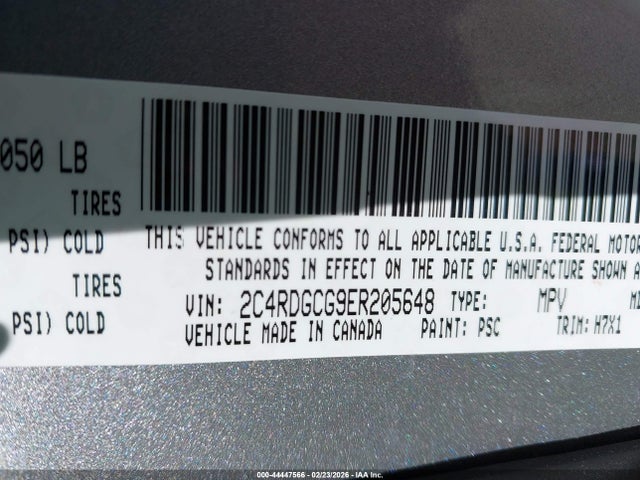 050 LB
TIRES
PSI) COLD
PSI) COLD
THIS VEHICLE CONFORMS TO ALL APPLICABLE U.S.A. FEDERAL MOTOR
STANDARDS IN EFFECT ON THE DATE OF MANUFACTURE SHOWN A
VIN: 2C4RDGCG9ER205648 TYPE: MPV
VEHICLE MADE IN CANADA PAINT: PSC TRIM: H7X1
000-44447566 - 02/23/2026 - IAA Inc.